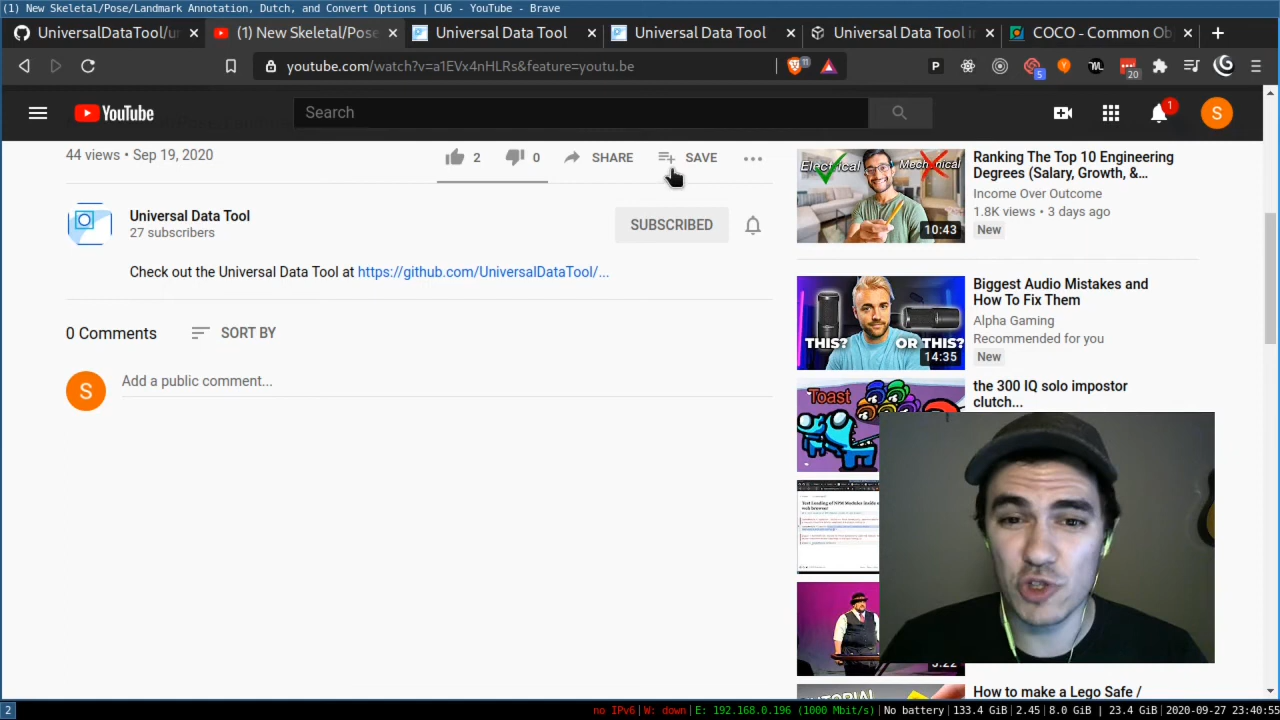 (1) New Skeletal/Pose/Landmark Annotation, Dutch, and Convert Options | CU6 - YouTube - Brave
UniversalDataTool/u
(1) New Skeletal/Pose
Universal Data Tool
Universal Data Tool
Universal Data Tool i
COCO - Common Ob
youtube.com/watch?v=a1EVx4nHLRs&feature=youtu.be
11
P
5
20
YouTube
Search
1
S
44 views • Sep 19, 2020
2
0
SHARE
SAVE
Universal Data Tool
27 subscribers
SUBSCRIBED
Check out the Universal Data Tool at https://github.com/UniversalDataTool/...
0 Comments
SORT BY
S
Add a public comment...
Electrical
Mechanical
10:43
Ranking The Top 10 Engineering
Degrees (Salary, Growth, &...
Income Over Outcome
1.8K views • 3 days ago
New
THIS?
OR THIS?
14:35
Biggest Audio Mistakes and
How To Fix Them
Alpha Gaming
Recommended for you
New
Toast
the 300 IQ solo impostor
clutch...
How to make a Lego Safe /
2
no IPv6| W: down| E: 192.168.0.196 (1000 Mbit/s)| No battery| 133.4 GiB| 2.45| 8.0 GiB | 23.4 GiB| 2020-09-27 23:40:55